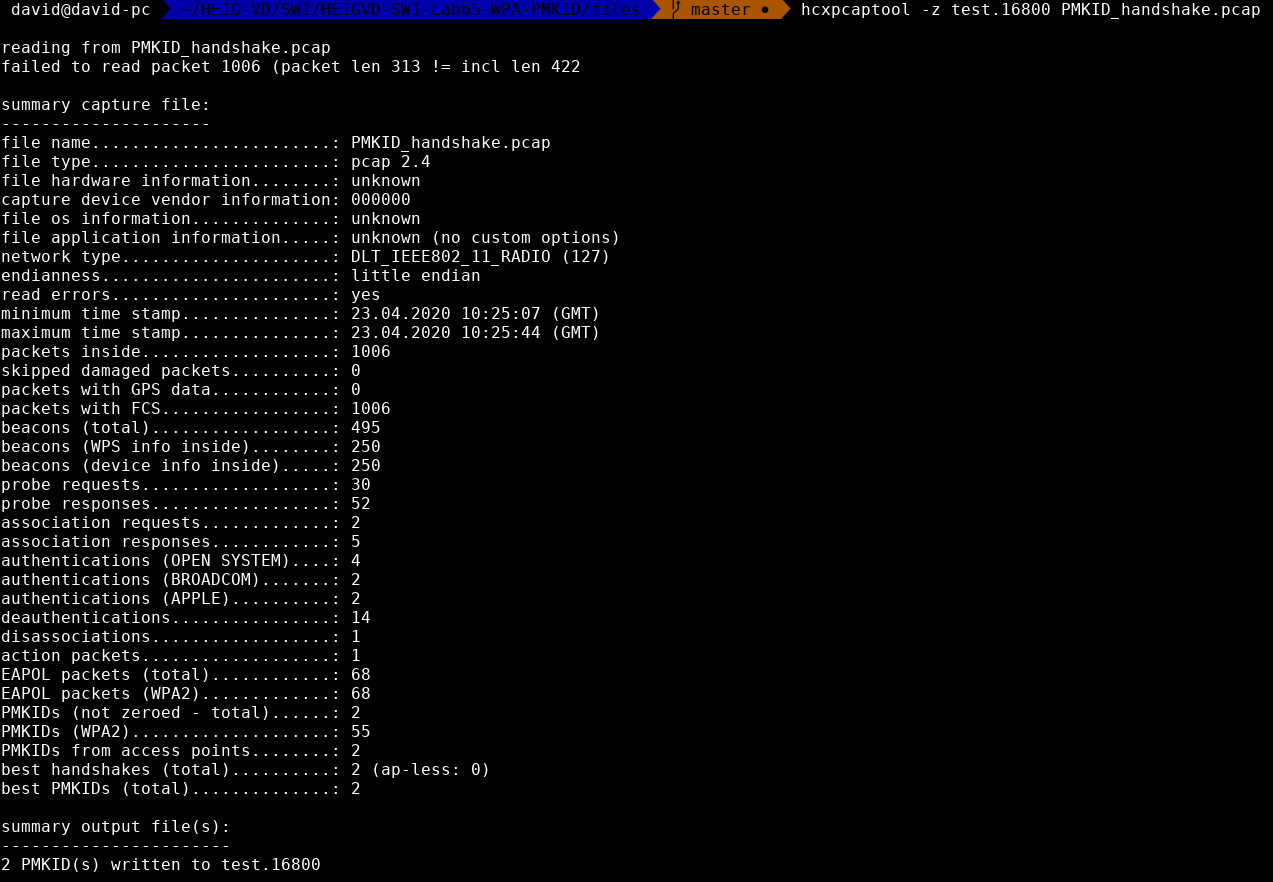 david@david-pc ~/HEIG-VD/SWI/HEIGVD-SWI-Labo5-WPA-PMKID/files master ● hcxpcaptool -z test.16800 PMKID_handshake.pcap
reading from PMKID_handshake.pcap
failed to read packet 1006 (packet len 313 != incl len 422
summary capture file:
---------------------
file name........................: PMKID_handshake.pcap
file type........................: pcap 2.4
file hardware information........: unknown
capture device vendor information: 000000
file os information..............: unknown
file application information.....: unknown (no custom options)
network type.....................: DLT_IEEE802_11_RADIO (127)
endianness.......................: little endian
read errors......................: yes
minimum time stamp...............: 23.04.2020 10:25:07 (GMT)
maximum time stamp...............: 23.04.2020 10:25:44 (GMT)
packets inside...................: 1006
skipped damaged packets..........: 0
packets with GPS data............: 0
packets with FCS.................: 1006
beacons (total)..................: 495
beacons (WPS info inside)........: 250
beacons (device info inside).....: 250
probe requests...................: 30
probe responses..................: 52
association requests.............: 2
association responses............: 5
authentications (OPEN SYSTEM)....: 4
authentications (BROADCOM).......: 2
authentications (APPLE)..........: 2
deauthentications................: 14
disassociations..................: 1
action packets...................: 1
EAPOL packets (total)............: 68
EAPOL packets (WPA2).............: 68
PMKIDs (not zeroed - total)......: 2
PMKIDs (WPA2)....................: 55
PMKIDs from access points........: 2
best handshakes (total)..........: 2 (ap-less: 0)
best PMKIDs (total)..............: 2
summary output file(s):
-----------------------
2 PMKID(s) written to test.16800